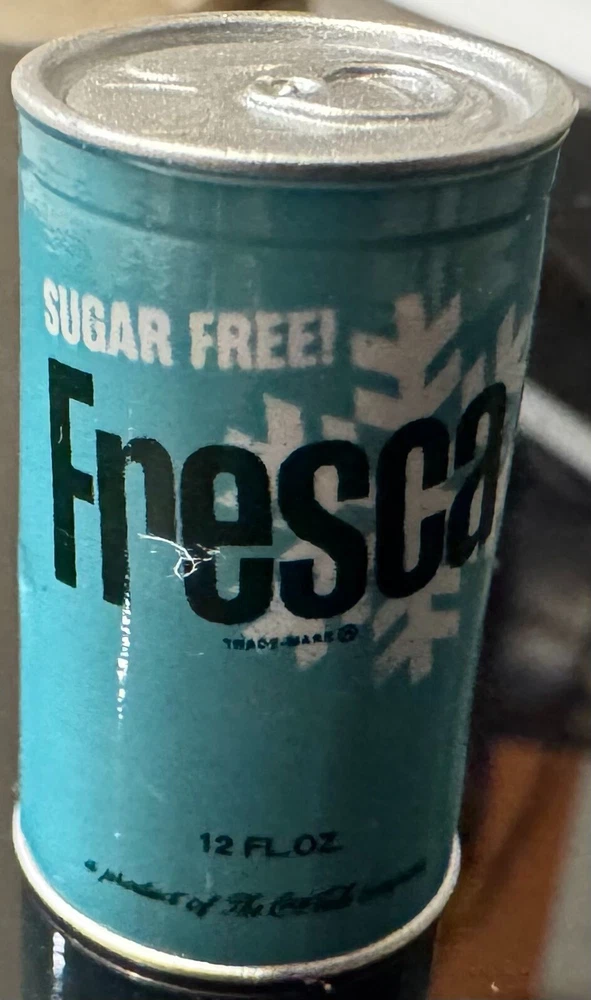 SUGAR FREE!
Fresca
TRADE-MARK ®
12 FL OZ
a product of The Coca-Cola Company